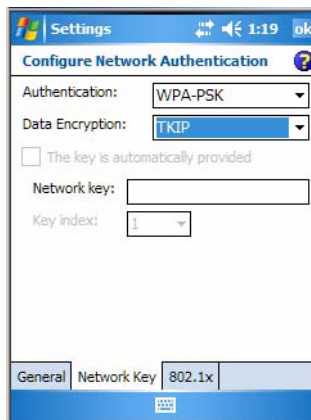 Settings 1:19 ok
Configure Network Authentication ?
Authentication: WPA-PSK
Data Encryption: TKIP
The key is automatically provided
Network key:
Key index: 1
General Network Key 802.1x